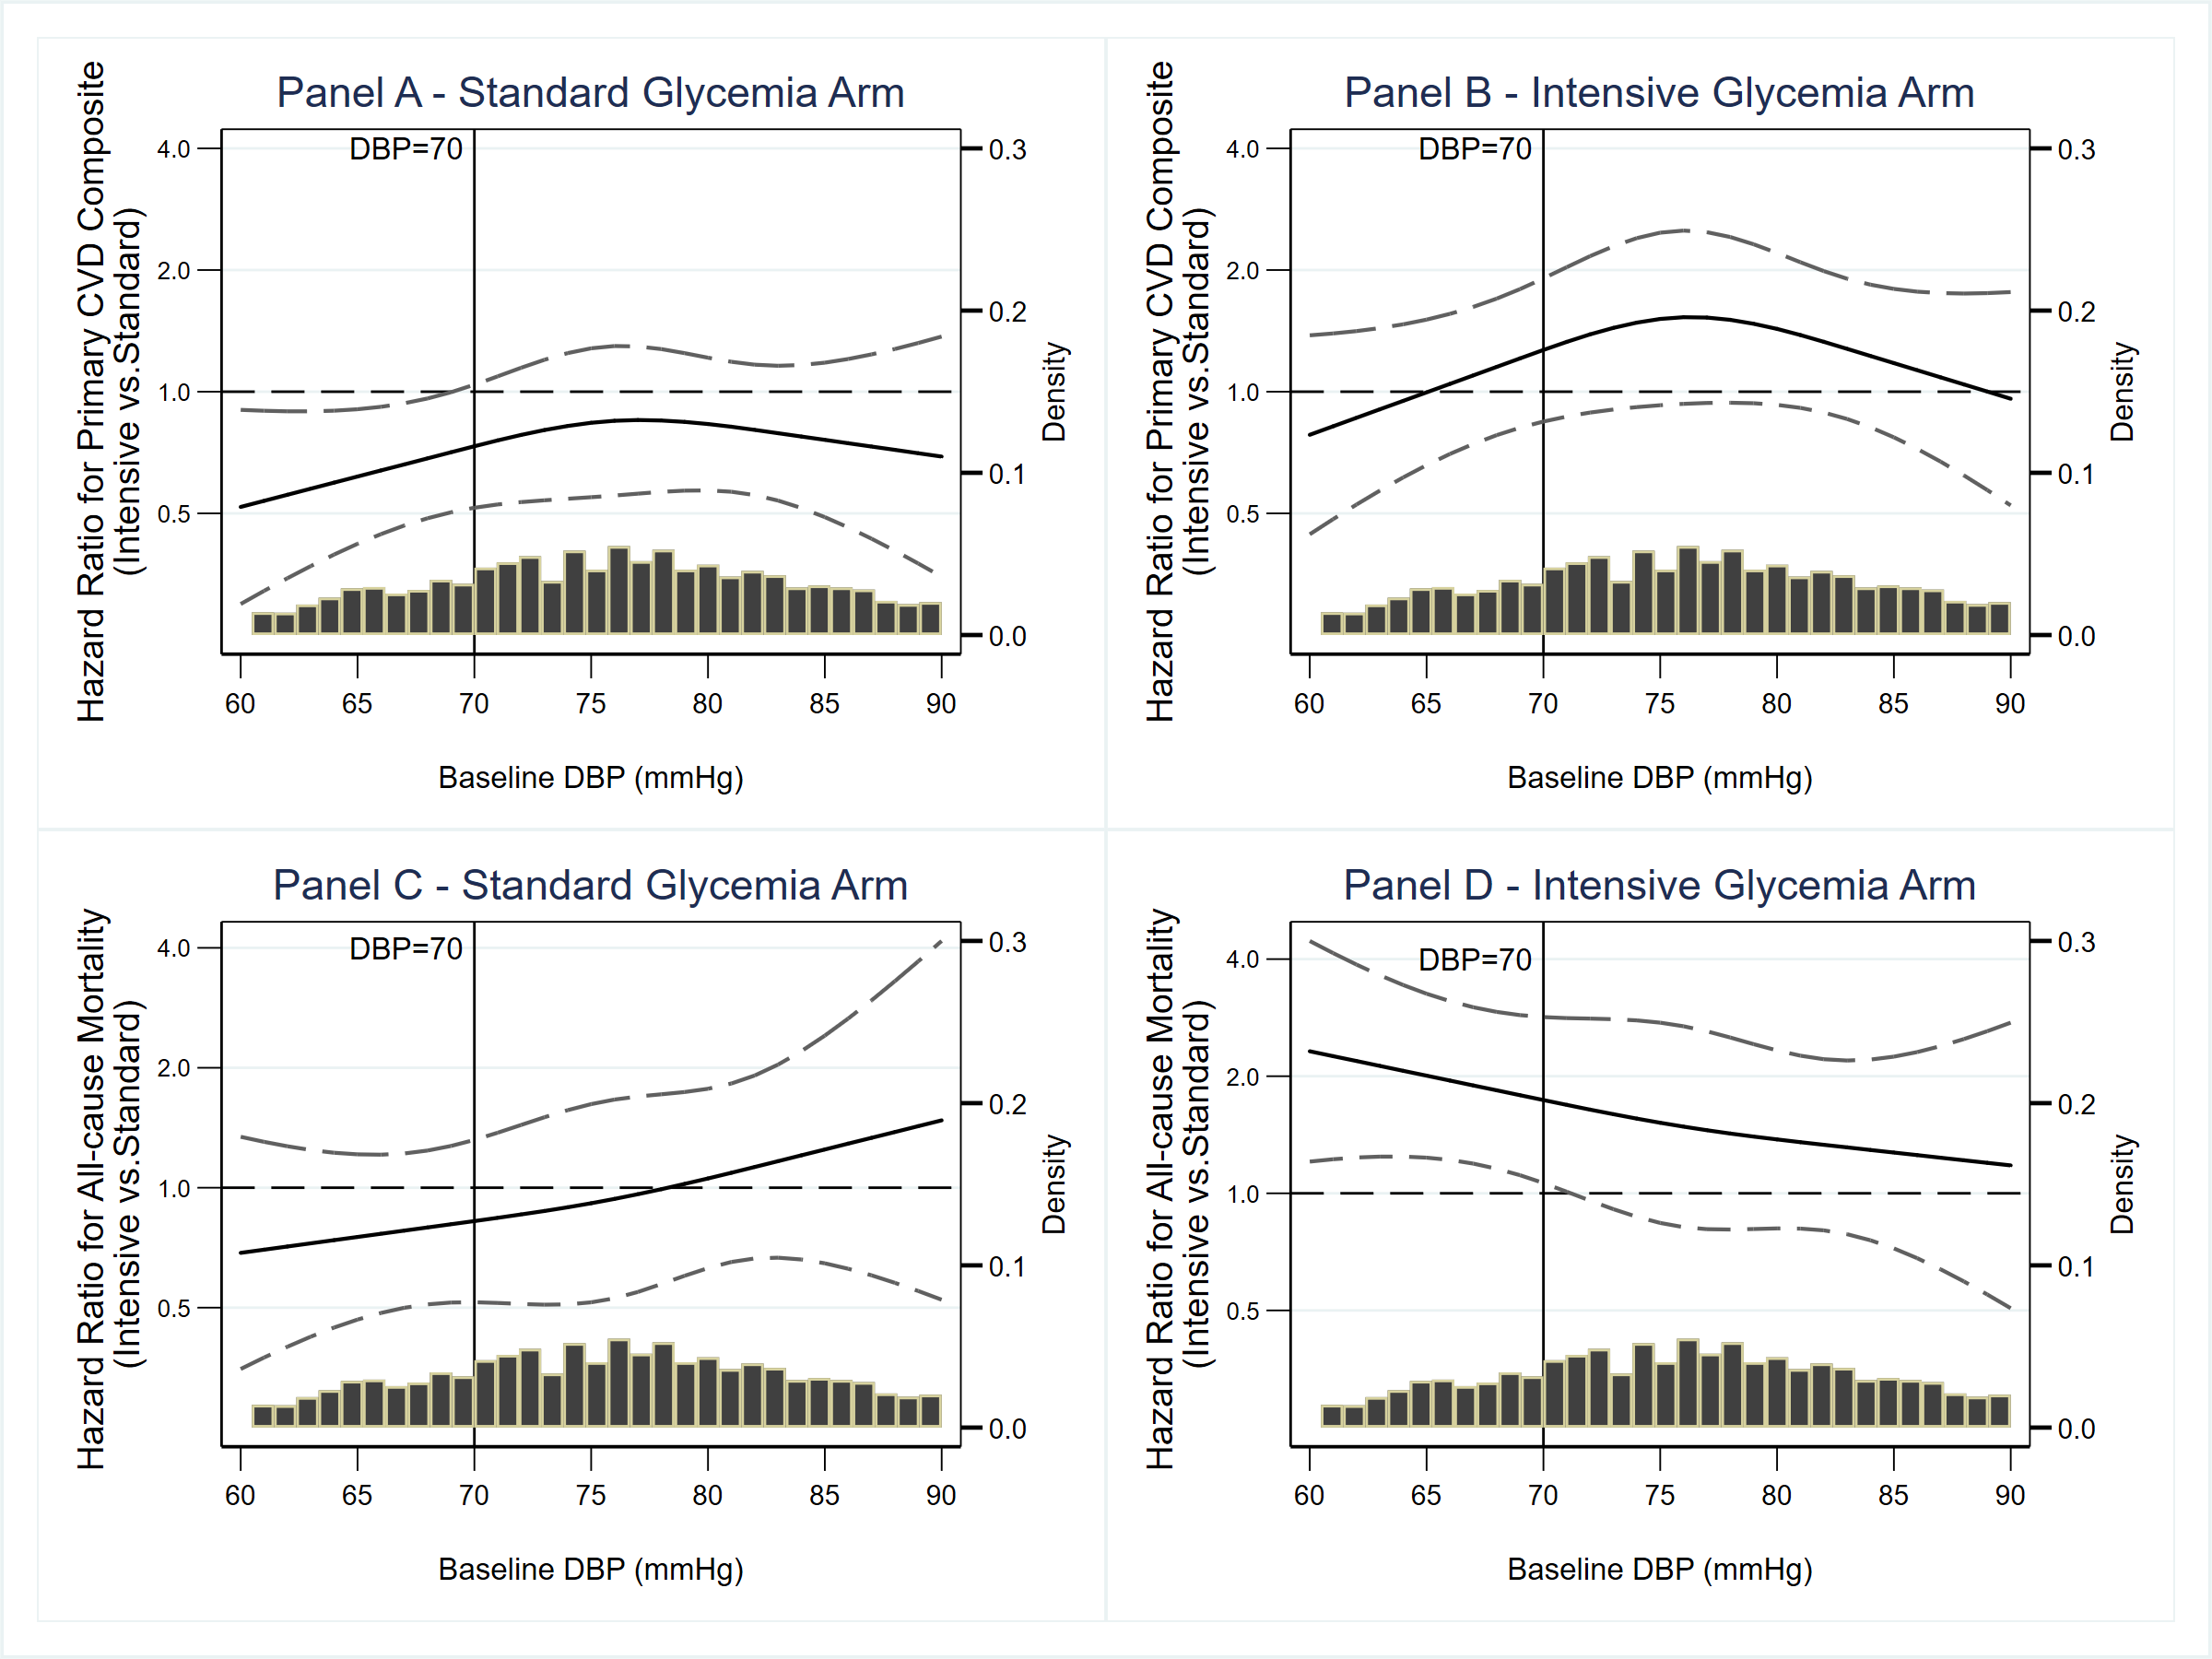 Panel A - Standard Glycemia Arm
Hazard Ratio for Primary CVD Composite
(Intensive vs.Standard)
DBP=70
4.0
2.0
1.0
0.5
0.3
0.2
0.1
0.0
Density
60 65 70 75 80 85 90
Baseline DBP (mmHg)
Panel B - Intensive Glycemia Arm
Hazard Ratio for Primary CVD Composite
(Intensive vs.Standard)
DBP=70
4.0
2.0
1.0
0.5
0.3
0.2
0.1
0.0
Density
60 65 70 75 80 85 90
Baseline DBP (mmHg)
Panel C - Standard Glycemia Arm
Hazard Ratio for All-cause Mortality
(Intensive vs.Standard)
DBP=70
4.0
2.0
1.0
0.5
0.3
0.2
0.1
0.0
Density
60 65 70 75 80 85 90
Baseline DBP (mmHg)
Panel D - Intensive Glycemia Arm
Hazard Ratio for All-cause Mortality
(Intensive vs.Standard)
DBP=70
4.0
2.0
1.0
0.5
0.3
0.2
0.1
0.0
Density
60 65 70 75 80 85 90
Baseline DBP (mmHg)